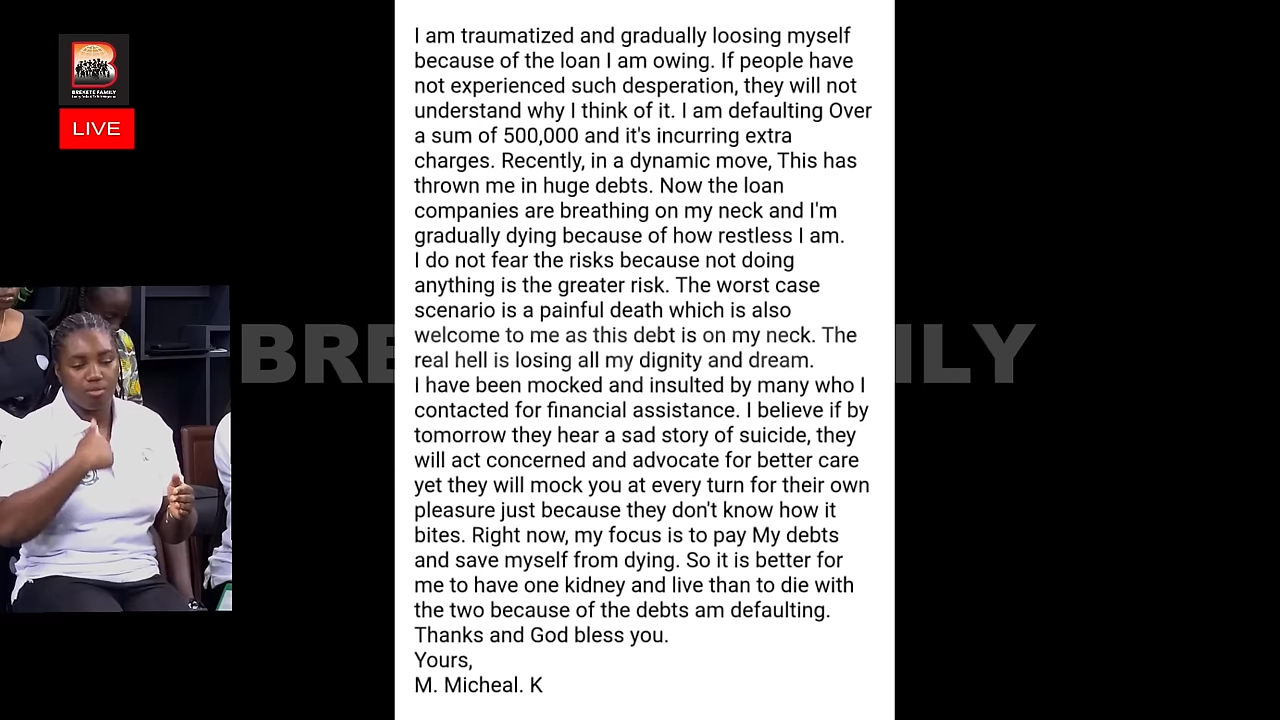 BREKETE FAMILY
LIVE
I am traumatized and gradually loosing myself
because of the loan I am owing. If people have
not experienced such desperation, they will not
understand why I think of it. I am defaulting Over
a sum of 500,000 and it's incurring extra
charges. Recently, in a dynamic move, This has
thrown me in huge debts. Now the loan
companies are breathing on my neck and I'm
gradually dying because of how restless I am.
I do not fear the risks because not doing
anything is the greater risk. The worst case
scenario is a painful death which is also
welcome to me as this debt is on my neck. The
real hell is losing all my dignity and dream.
I have been mocked and insulted by many who I
contacted for financial assistance. I believe if by
tomorrow they hear a sad story of suicide, they
will act concerned and advocate for better care
yet they will mock you at every turn for their own
pleasure just because they don't know how it
bites. Right now, my focus is to pay My debts
and save myself from dying. So it is better for
me to have one kidney and live than to die with
the two because of the debts am defaulting.
Thanks and God bless you.
Yours,
M. Micheal. K